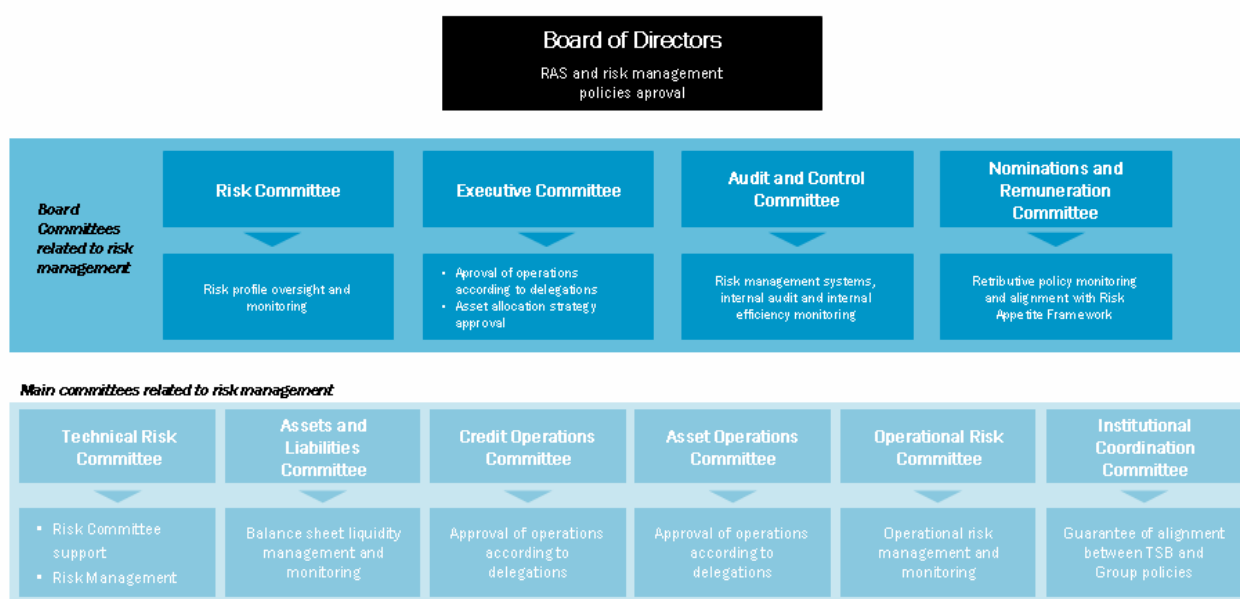 Board of Directors
RAS and risk management
policies aproval
Board
Committees
related to risk
management
Risk Committee
Risk profile oversight and
monitoring
Executive Committee
• Aproval of operations
according to delegations
• Asset allocation strategy
approval
Audit and Control
Committee
Risk management systems,
internal audit and internal
efficiency monitoring
Nominations and
Remuneration
Committee
Retributive policy monitoring
and alignment with Risk
Appetite Framework
Main committees related to risk management
Technical Risk
Committee
▪ Risk Committee
support
▪ Risk Management
Assets and
Liabilities
Committee
Balance sheet liquidity
management and
monitoring
Credit Operations
Committee
Approval of operations
according to
delegations
Asset Operations
Committee
Approval of operations
according to
delegations
Operational Risk
Committee
Operational risk
management and
monitoring
Institutional
Coordination
Committee
Guarantee of alignment
between TSB and
Group policies